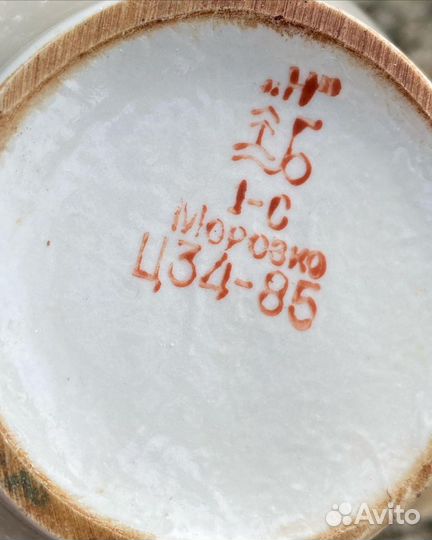 „Н"
Б
1-С
Морозко
Ц34-85
Avito